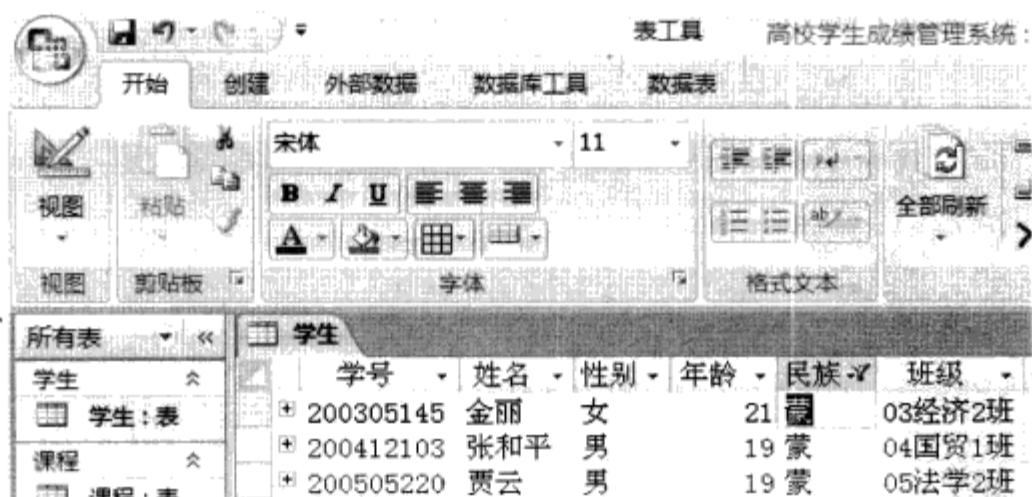 表工具 高校学生成绩管理系统：
开始 创建 外部数据 数据库工具 数据表
宋体 11
B I U
A
ab
视图 粘贴 全部刷新
视图 剪贴板 字体 格式文本
所有表 学生
学生 学号 姓名 性别 年龄 民族 班级
学生：表 200305145 金丽 女 21 蒙 03经济2班
课程 200412103 张和平 男 19 蒙 04国贸1班
课程：表 200505220 贾云 男 19 蒙 05法学2班